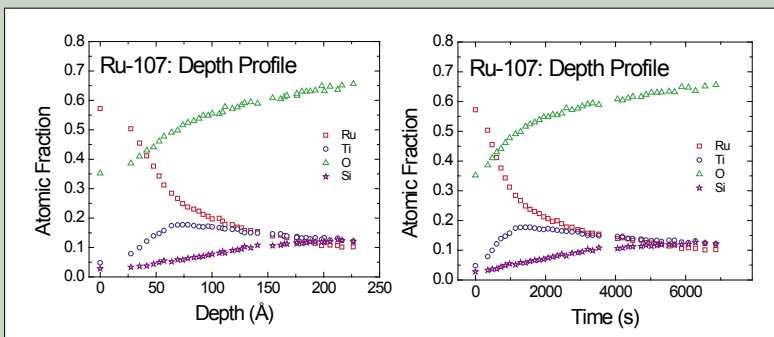 Ru-107: Depth Profile
Atomic Fraction
0.8
0.7
0.6
0.5
0.4
0.3
0.2
0.1
0.0
Ru
Ti
O
Si
0 50 100 150 200 250
Depth (Å)
Ru-107: Depth Profile
Atomic Fraction
0.8
0.7
0.6
0.5
0.4
0.3
0.2
0.1
0.0
Ru
Ti
O
Si
0 2000 4000 6000
Time (s)